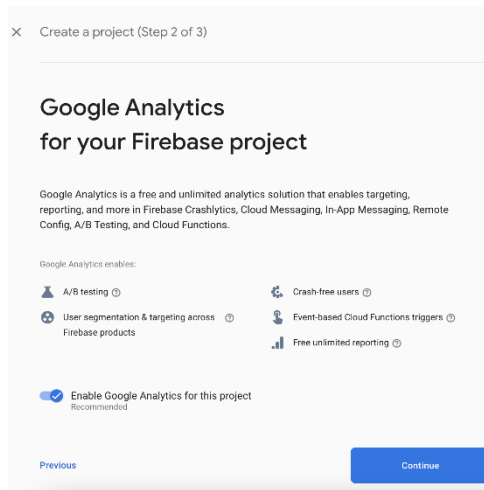 Create a project (Step 2 of 3)
Google Analytics
for your Firebase project
Google Analytics is a free and unlimited analytics solution that enables targeting,
reporting, and more in Firebase Crashlytics, Cloud Messaging, In-App Messaging, Remote
Config, A/B Testing, and Cloud Functions.
Google Analytics enables:
A/B testing
User segmentation & targeting across
Firebase products
Crash-free users
Event-based Cloud Functions triggers
Free unlimited reporting
Enable Google Analytics for this project
Recommended
Previous
Continue